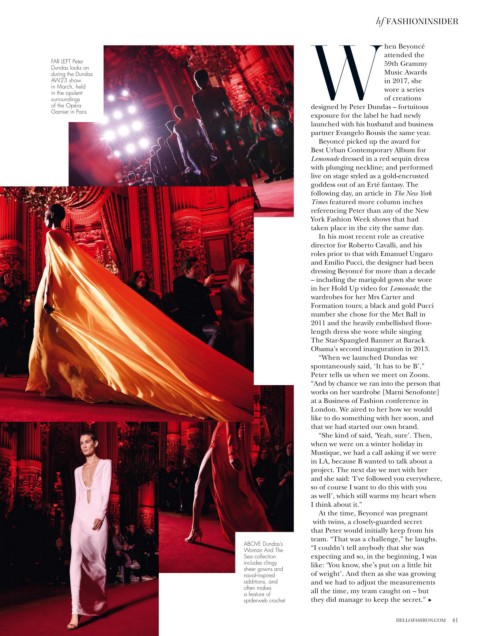 hf FASHIONINSIDER
FAR LEFT Peter
Dundas looks on
during the Dundas
AW23 show
in March, held
in the opulent
surroundings
of the Opéra
Garnier in Paris
When Beyoncé
attended the
59th Grammy
Music Awards
in 2017, she
wore a series
of creations
designed by Peter Dundas – fortuitous
exposure for the label he had newly
launched with his husband and business
partner Evangelo Bousis the same year.
Beyoncé picked up the award for
Best Urban Contemporary Album for
Lemonade dressed in a red sequin dress
with plunging neckline; and performed
live on stage styled as a gold-encrusted
goddess out of an Erté fantasy. The
following day, an article in The New York
Times featured more column inches
referencing Peter than any of the New
York Fashion Week shows that had
taken place in the city the same day.
In his most recent role as creative
director for Roberto Cavalli, and his
roles prior to that with Emanuel Ungaro
and Emilio Pucci, the designer had been
dressing Beyoncé for more than a decade
– including the marigold gown she wore
in her Hold Up video for Lemonade; the
wardrobes for her Mrs Carter and
Formation tours; a black and gold Pucci
number she chose for the Met Ball in
2011 and the heavily embellished floor-
length dress she wore while singing
The Star-Spangled Banner at Barack
Obama's second inauguration in 2013.
"When we launched Dundas we
spontaneously said, 'It has to be B',"
Peter tells us when we meet on Zoom.
"And by chance we ran into the person that
works on her wardrobe [Marni Senofonte]
at a Business of Fashion conference in
London. We aired to her how we would
like to do something with her soon, and
that we had started our own brand.
"She kind of said, 'Yeah, sure'. Then,
when we were on a winter holiday in
Mustique, we had a call asking if we were
in LA, because B wanted to talk about a
project. The next day we met with her
and she said: 'I've followed you everywhere,
so of course I want to do this with you
as well', which still warms my heart when
I think about it."
At the time, Beyoncé was pregnant
with twins, a closely-guarded secret
that Peter would initially keep from his
team. "That was a challenge," he laughs.
"I couldn't tell anybody that she was
expecting and so, in the beginning, I was
like: 'You know, she's put on a little bit
of weight'. And then as she was growing
and we had to adjust the measurements
all the time, my team caught on – but
they did manage to keep the secret." ►
ABOVE Dundas's
Woman And The
Sea collection
includes clingy
sheer gowns and
naval-inspired
additions, and
often makes
a feature of
spiderweb crochet
HELLOFASHION.COM 41